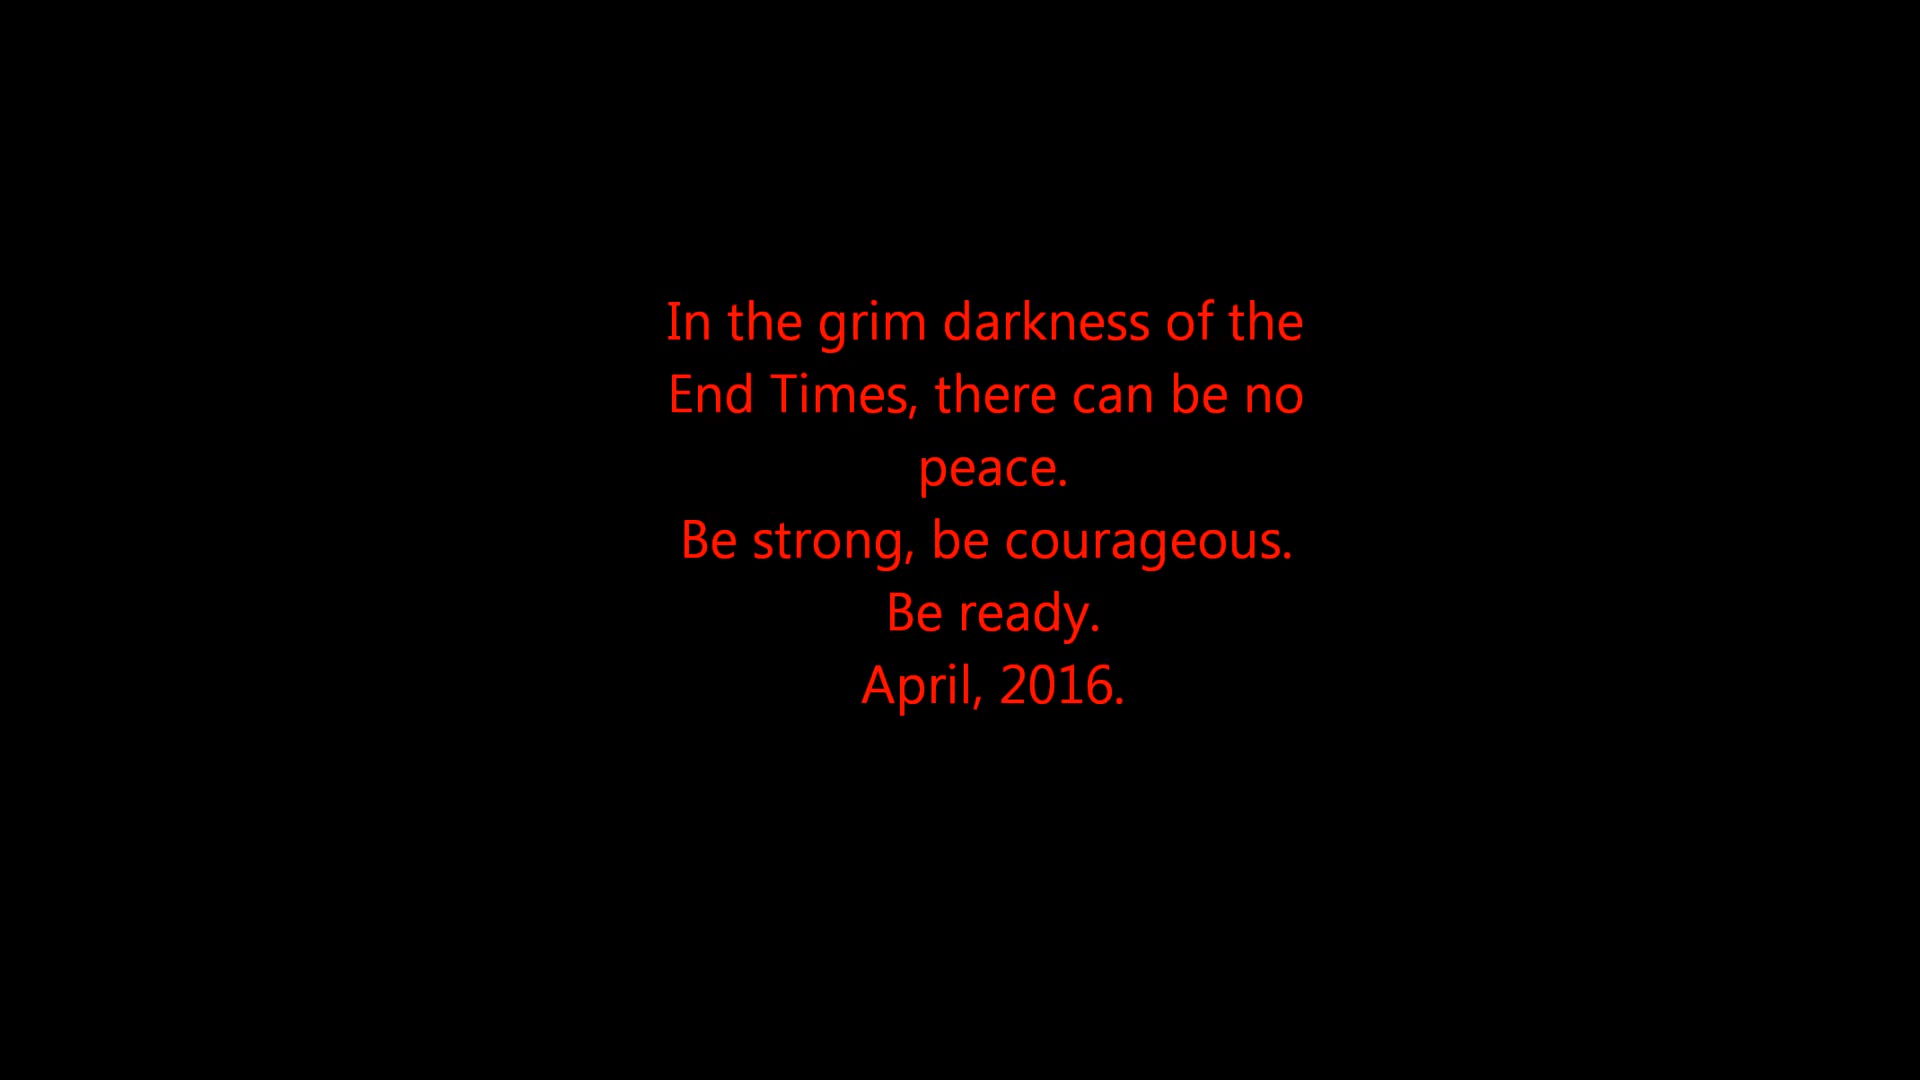 In the grim darkness of the
End Times, there can be no
peace.
Be strong, be courageous.
Be ready.
April, 2016.